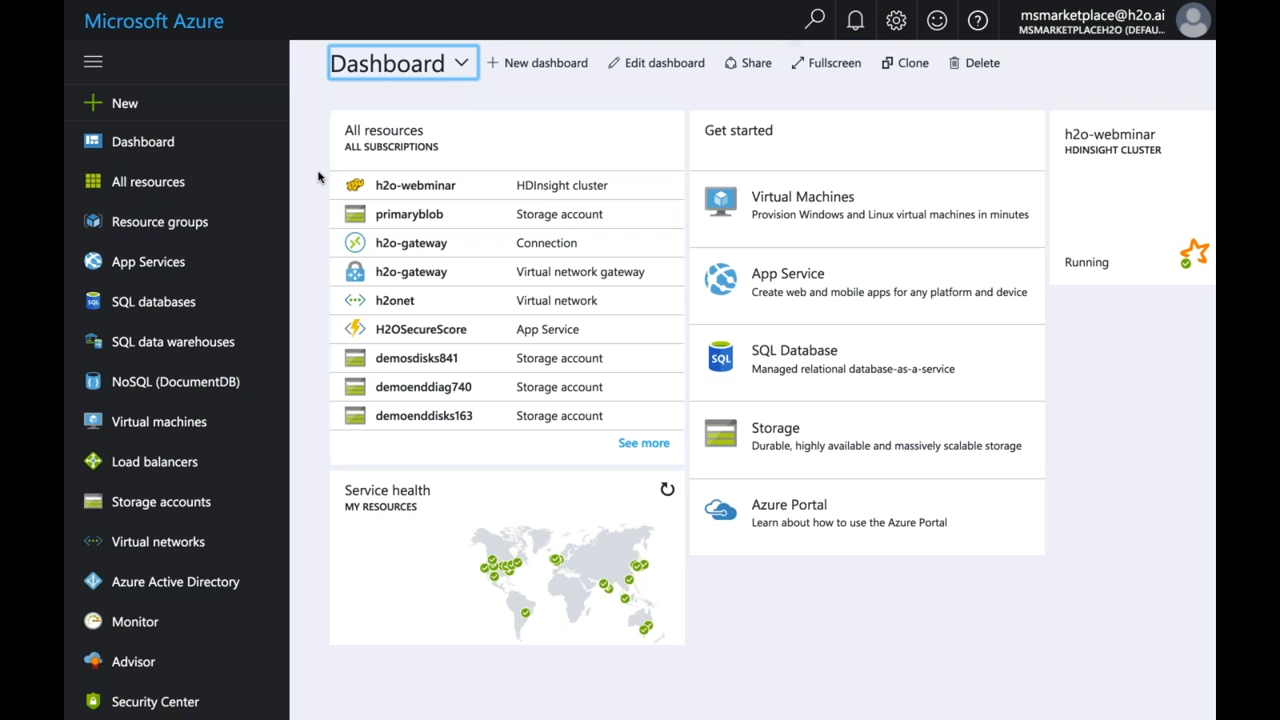 Microsoft Azure
msmarketplace@h2o.ai
MSMARKETPLACEH2O (DEFAU...
New
Dashboard
All resources
Resource groups
App Services
SQL databases
SQL data warehouses
NoSQL (DocumentDB)
Virtual machines
Load balancers
Storage accounts
Virtual networks
Azure Active Directory
Monitor
Advisor
Security Center
Dashboard
New dashboard
Edit dashboard
Share
Fullscreen
Clone
Delete
All resources
ALL SUBSCRIPTIONS
h2o-webminar HDInsight cluster
primaryblob Storage account
h2o-gateway Connection
h2o-gateway Virtual network gateway
h2onet Virtual network
H2OSecureScore App Service
demosdisks841 Storage account
demoenddiag740 Storage account
demoenddisks163 Storage account
See more
Service health
MY RESOURCES
Get started
Virtual Machines
Provision Windows and Linux virtual machines in minutes
App Service
Create web and mobile apps for any platform and device
SQL
SQL Database
Managed relational database-as-a-service
Storage
Durable, highly available and massively scalable storage
Azure Portal
Learn about how to use the Azure Portal
h2o-webminar
HDINSIGHT CLUSTER
Running